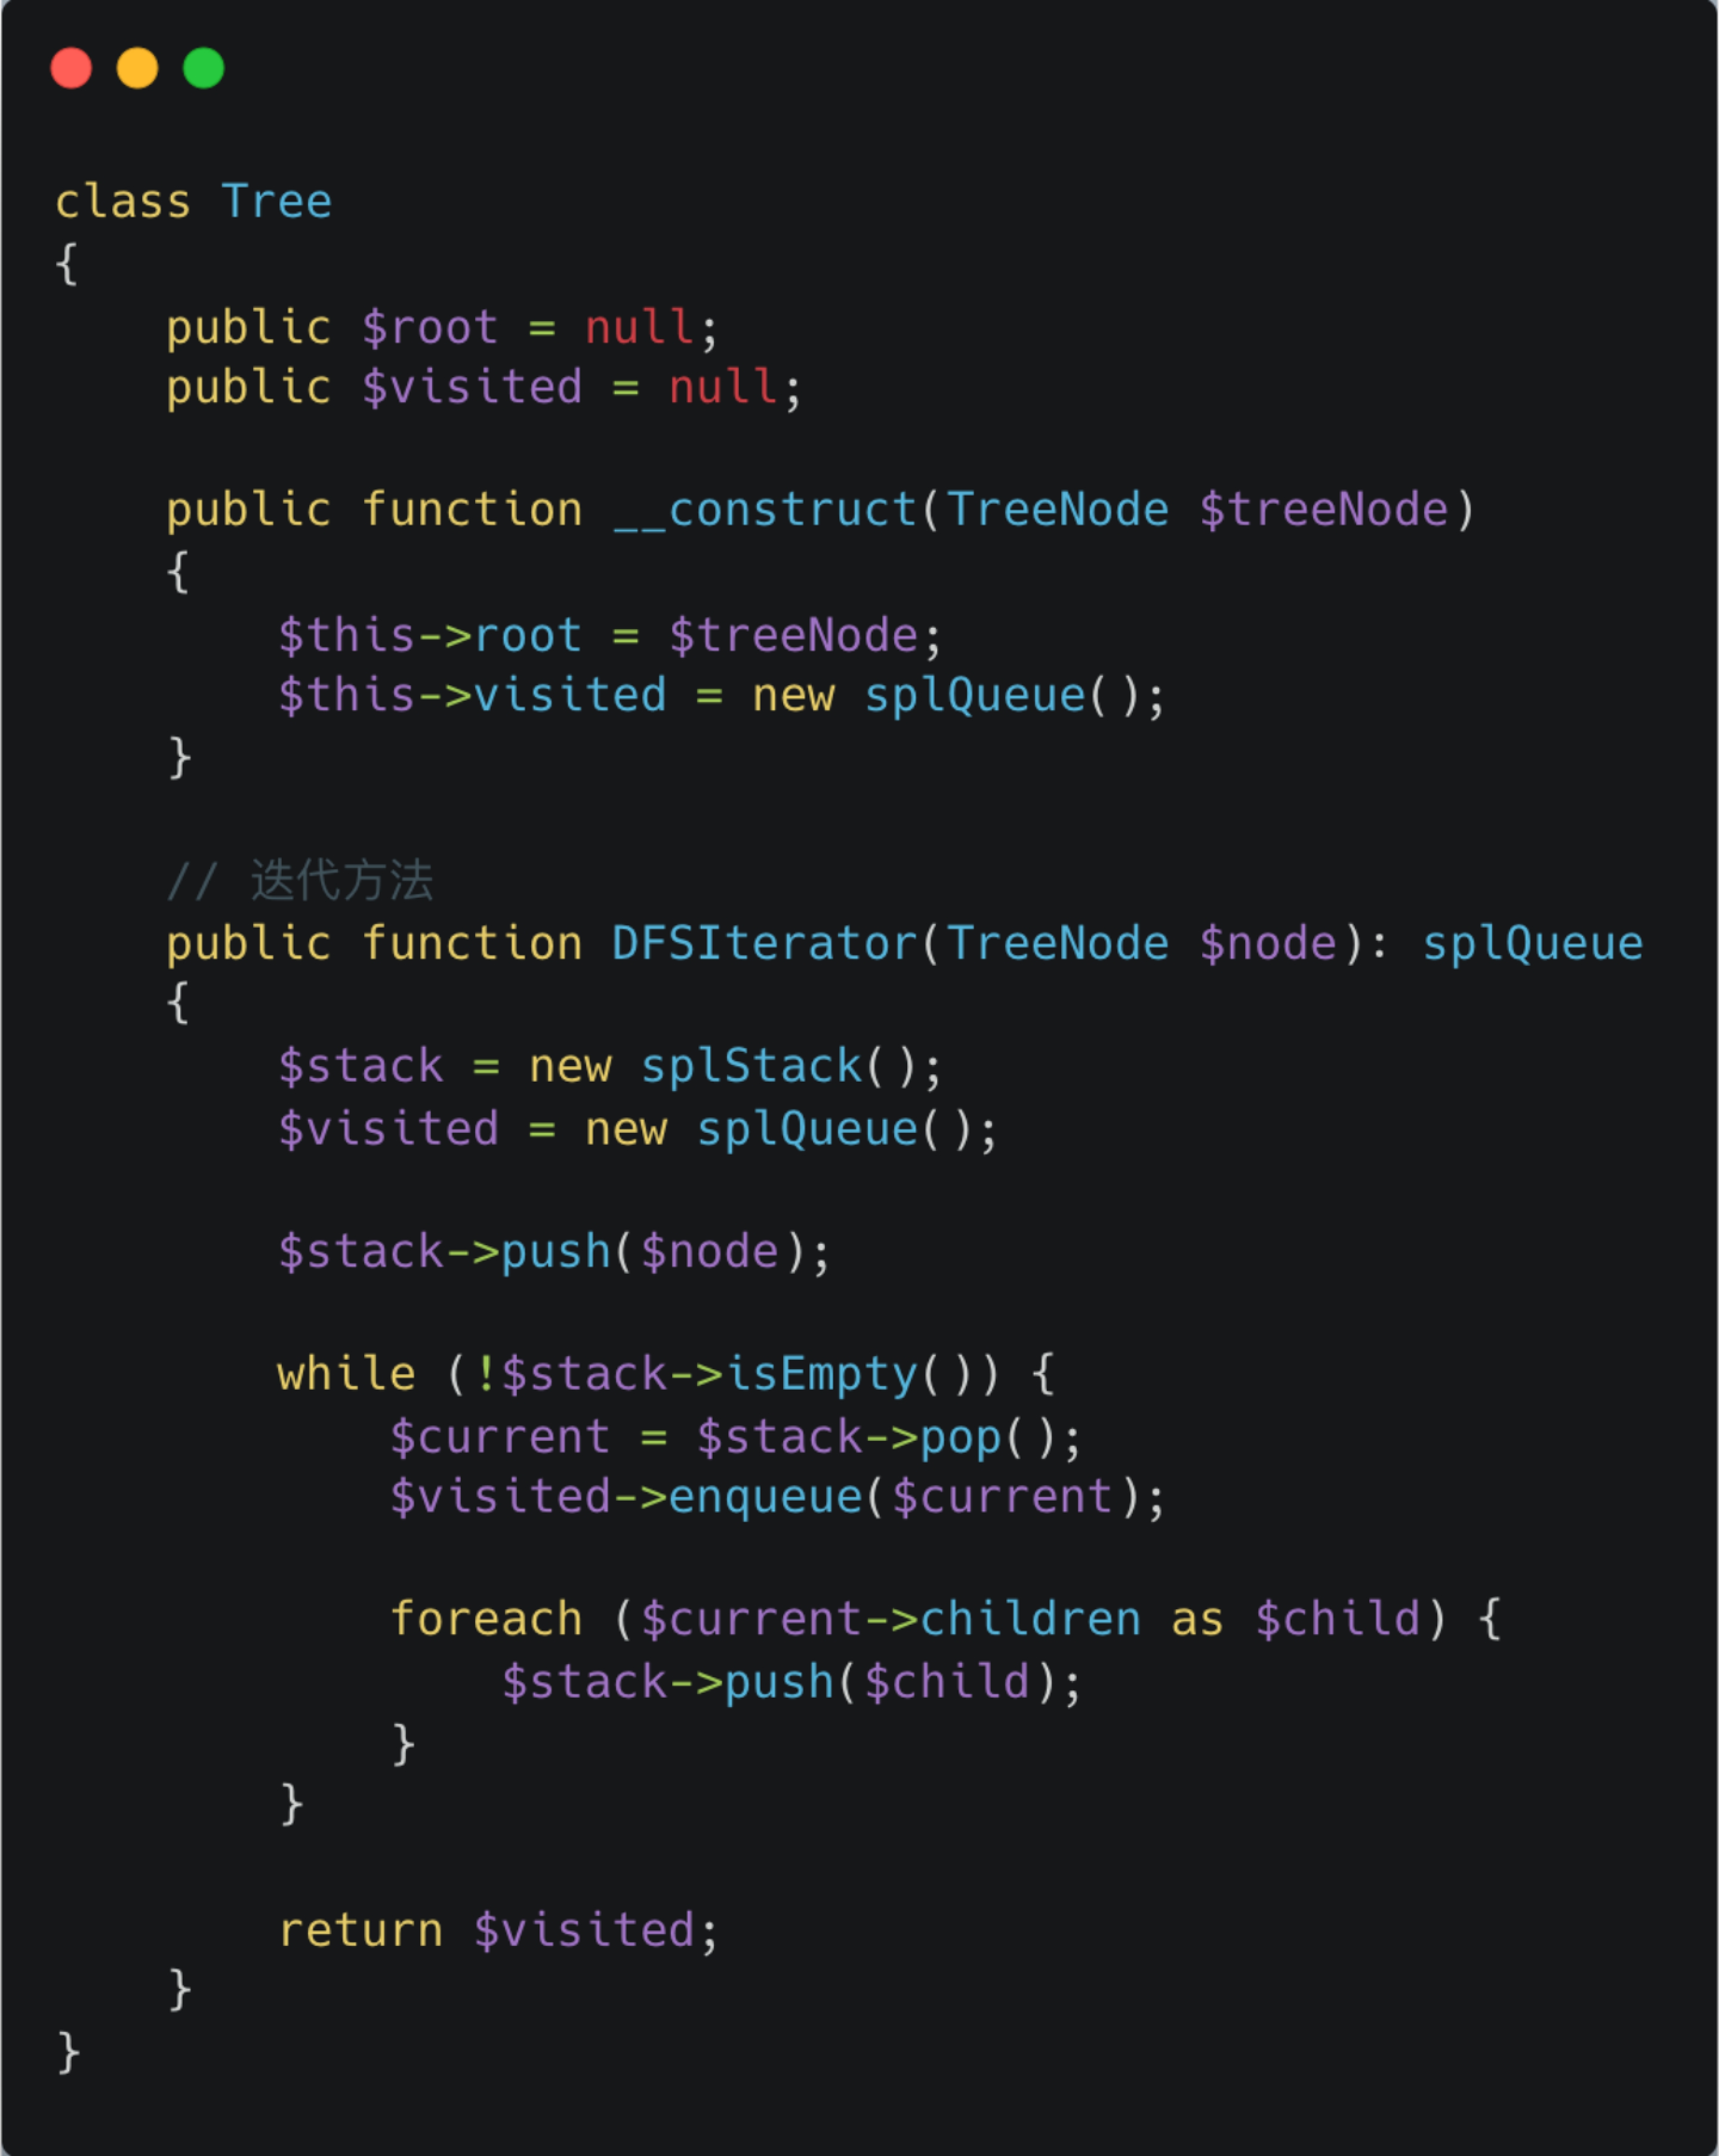 class Tree
{
    public $root = null;
    public $visited = null;

    public function __construct(TreeNode $treeNode)
    {
        $this->root = $treeNode;
        $this->visited = new splQueue();
    }

    // 迭代方法
    public function DFSIterator(TreeNode $node): splQueue
    {
        $stack = new splStack();
        $visited = new splQueue();

        $stack->push($node);

        while (!$stack->isEmpty()) {
            $current = $stack->pop();
            $visited->enqueue($current);

            foreach ($current->children as $child) {
                $stack->push($child);
            }
        }

        return $visited;
    }
}